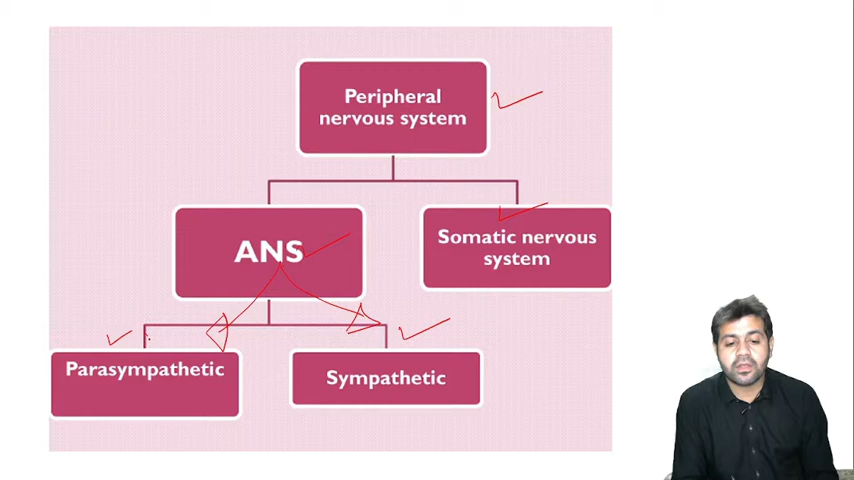 Peripheral
nervous system
ANS
Somatic nervous
system
Parasympathetic
Sympathetic